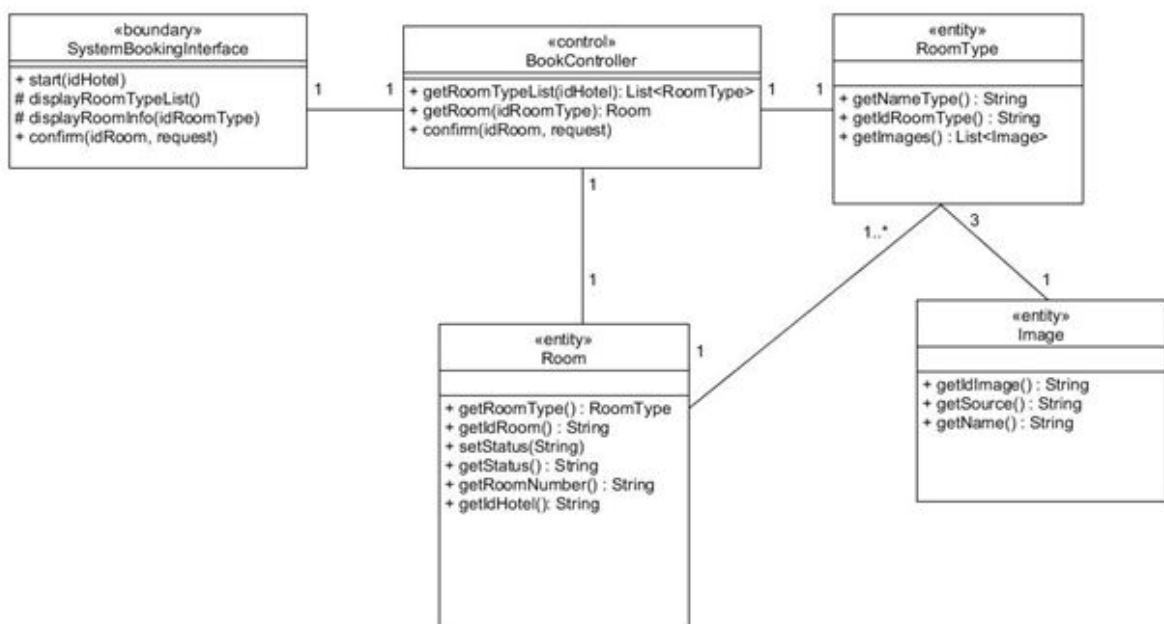 «boundary»
SystemBookingInterface
+ start(idHotel)
# displayRoomTypeList()
# displayRoomInfo(idRoomType)
+ confirm(idRoom, request)
1
1
«control»
BookController
+ getRoomTypeList(idHotel): List<RoomType>
+ getRoom(idRoomType): Room
+ confirm(idRoom, request)
1
1
«entity»
RoomType
+ getNameType() : String
+ getIdRoomType() : String
+ getImages() : List<Image>
1
1
1..*
1
3
1
«entity»
Room
+ getRoomType() : RoomType
+ getIdRoom() : String
+ setStatus(String)
+ getStatus() : String
+ getRoomNumber() : String
+ getIdHotel(): String
«entity»
Image
+ getIdImage() : String
+ getSource() : String
+ getName() : String